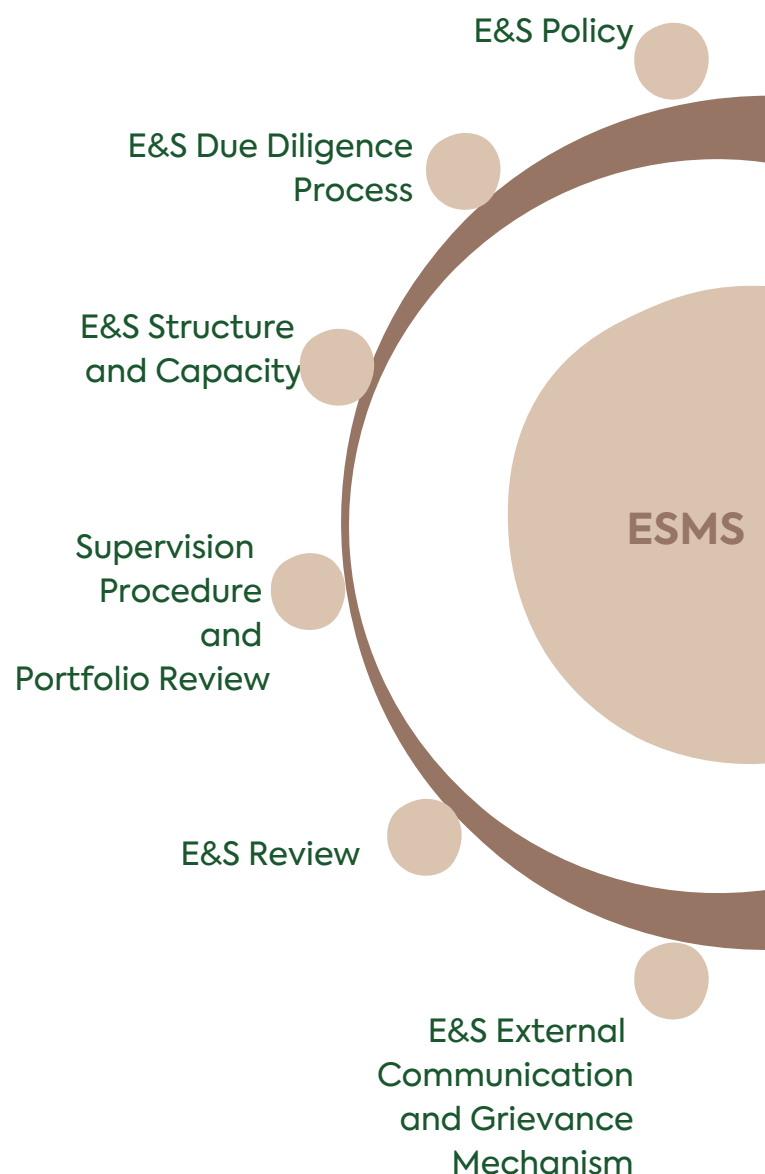 E&S Policy
E&S Due Diligence
Process
E&S Structure
and Capacity
ESMS
Supervision
Procedure
and
Portfolio Review
E&S Review
E&S External
Communication
and Grievance
Mechanism